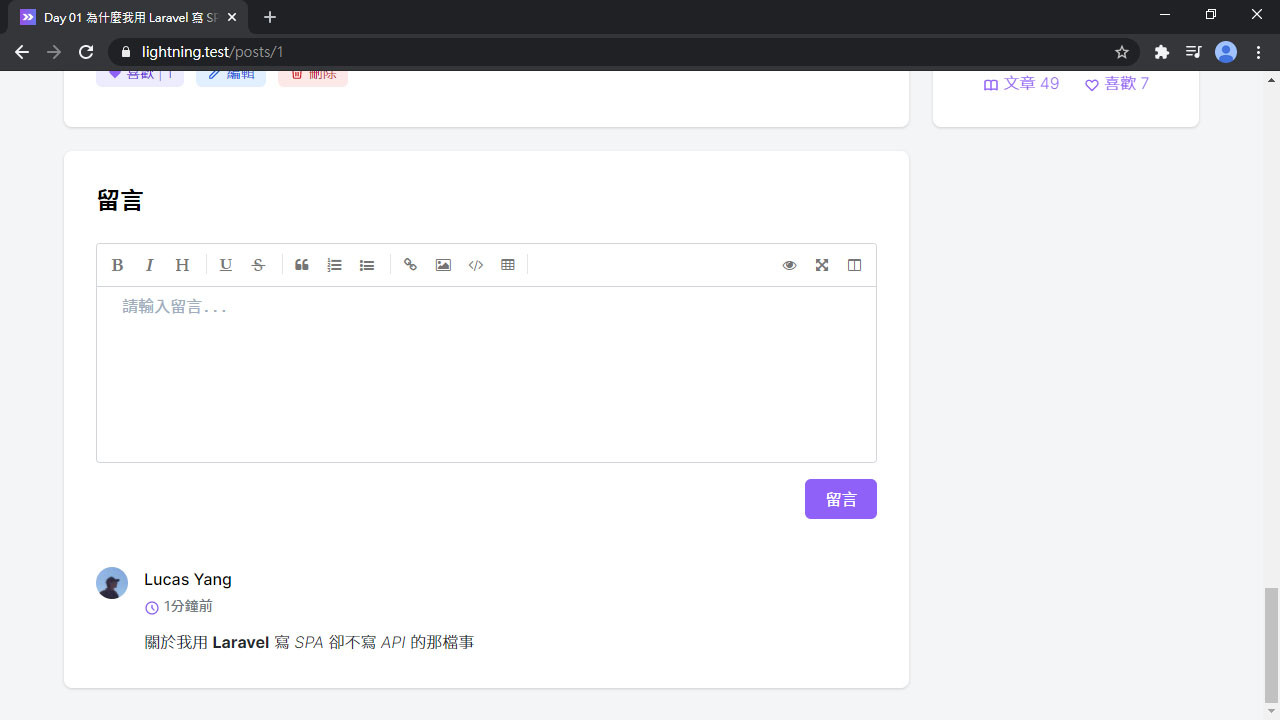 Day 01 為什麼我用 Laravel 寫 SP
lightning.test/posts/1
喜歡 | 1
編輯
刪除
文章 49
喜歡 7
留言
B I H U S
請輸入留言...
留言
Lucas Yang
1分鐘前
關於我用 Laravel 寫 SPA 卻不寫 API 的那檔事